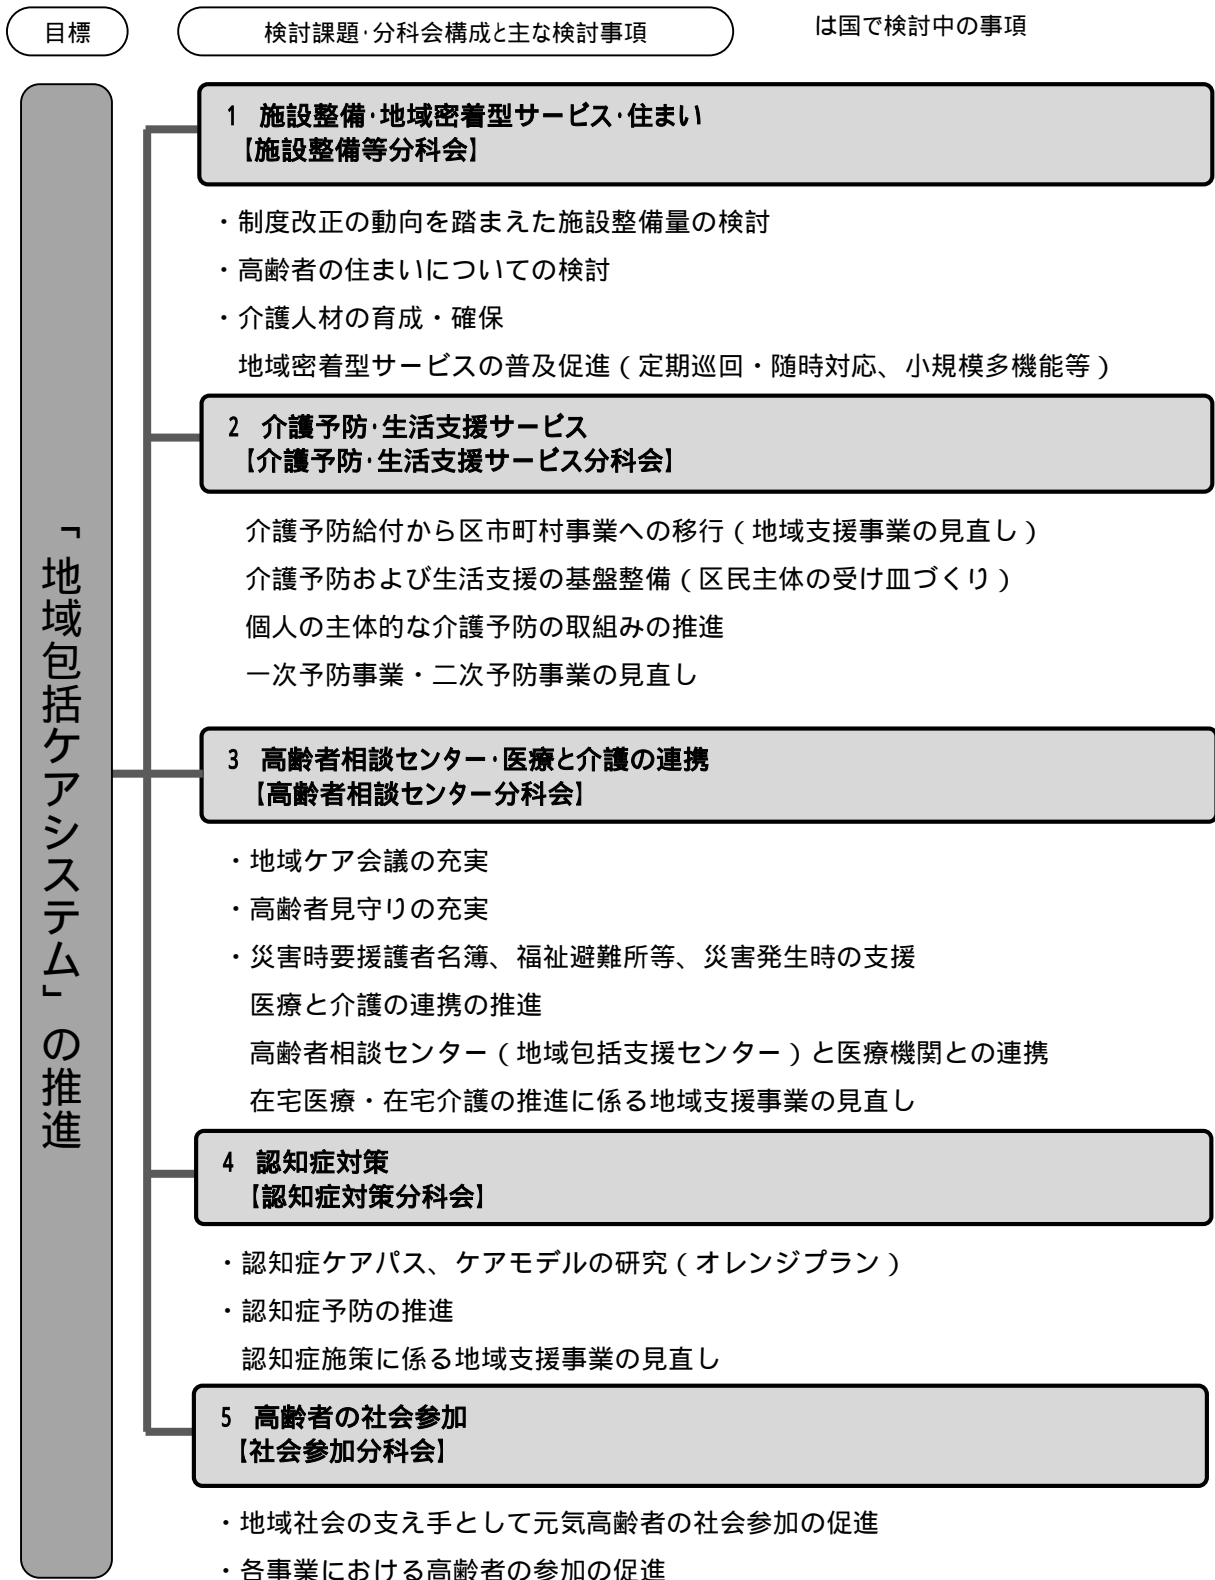 目標
検討課題・分科会構成と主な検討事項
は国で検討中の事項
「地域包括ケアシステム」の推進
1 施設整備・地域密着型サービス・住まい
【施設整備等分科会】
・制度改正の動向を踏まえた施設整備量の検討
・高齢者の住まいについての検討
・介護人材の育成・確保
地域密着型サービスの普及促進（定期巡回・随時対応、小規模多機能等）
2 介護予防・生活支援サービス
【介護予防・生活支援サービス分科会】
介護予防給付から区市町村事業への移行（地域支援事業の見直し）
介護予防および生活支援の基盤整備（区民主体の受け皿づくり）
個人の主体的な介護予防の取組みの推進
一次予防事業・二次予防事業の見直し
3 高齢者相談センター・医療と介護の連携
【高齢者相談センター分科会】
・地域ケア会議の充実
・高齢者見守りの充実
・災害時要援護者名簿、福祉避難所等、災害発生時の支援
医療と介護の連携の推進
高齢者相談センター（地域包括支援センター）と医療機関との連携
在宅医療・在宅介護の推進に係る地域支援事業の見直し
4 認知症対策
【認知症対策分科会】
・認知症ケアパス、ケアモデルの研究（オレンジプラン）
・認知症予防の推進
認知症施策に係る地域支援事業の見直し
5 高齢者の社会参加
【社会参加分科会】
・地域社会の支え手として元気高齢者の社会参加の促進
・各事業における高齢者の参加の促進